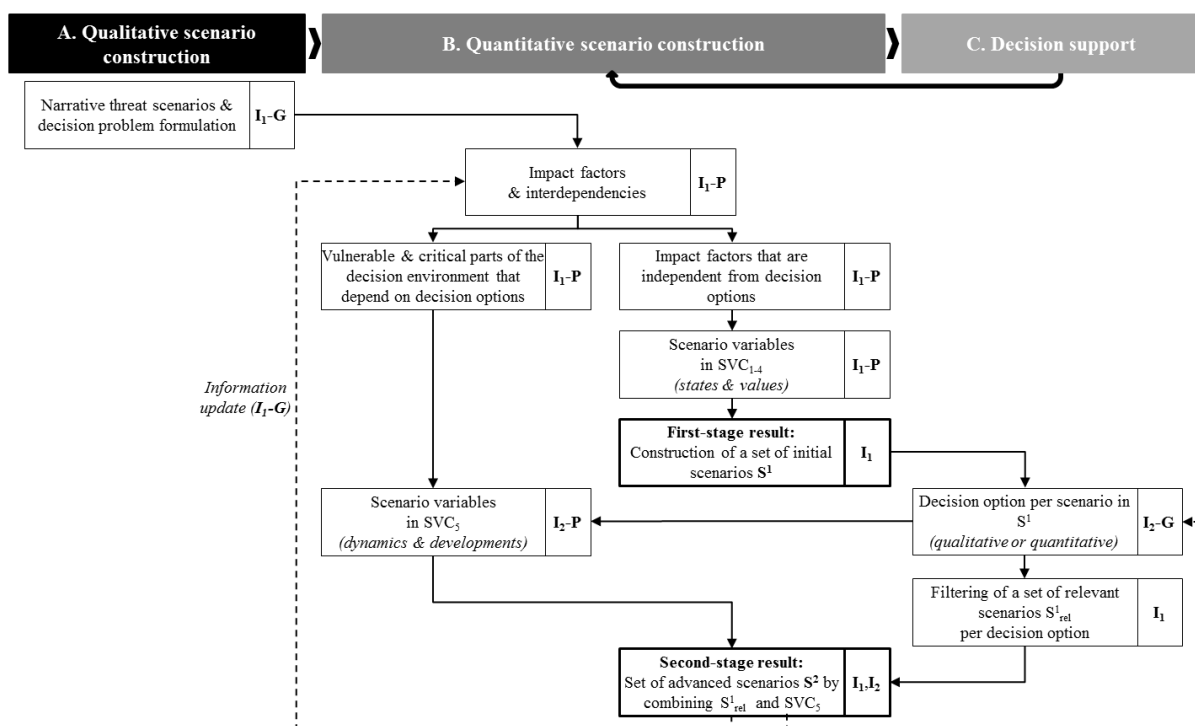 A. Qualitative scenario
construction
B. Quantitative scenario construction
C. Decision support
Narrative threat scenarios &
decision problem formulation
I1-G
Impact factors
& interdependencies
I1-P
Vulnerable & critical parts of the
decision environment that
depend on decision options
I1-P
Impact factors that are
independent from decision
options
I1-P
Scenario variables
in SVC1-4
(states & values)
I1-P
Information
update (I1-G)
First-stage result:
Construction of a set of initial
scenarios S1
I1
Scenario variables
in SVC5
(dynamics & developments)
I2-P
Decision option per scenario in
S1
(qualitative or quantitative)
I2-G
Filtering of a set of relevant
scenarios S1rel
per decision option
I1
Second-stage result:
Set of advanced scenarios S2 by
combining S1rel and SVC5
I1,I2